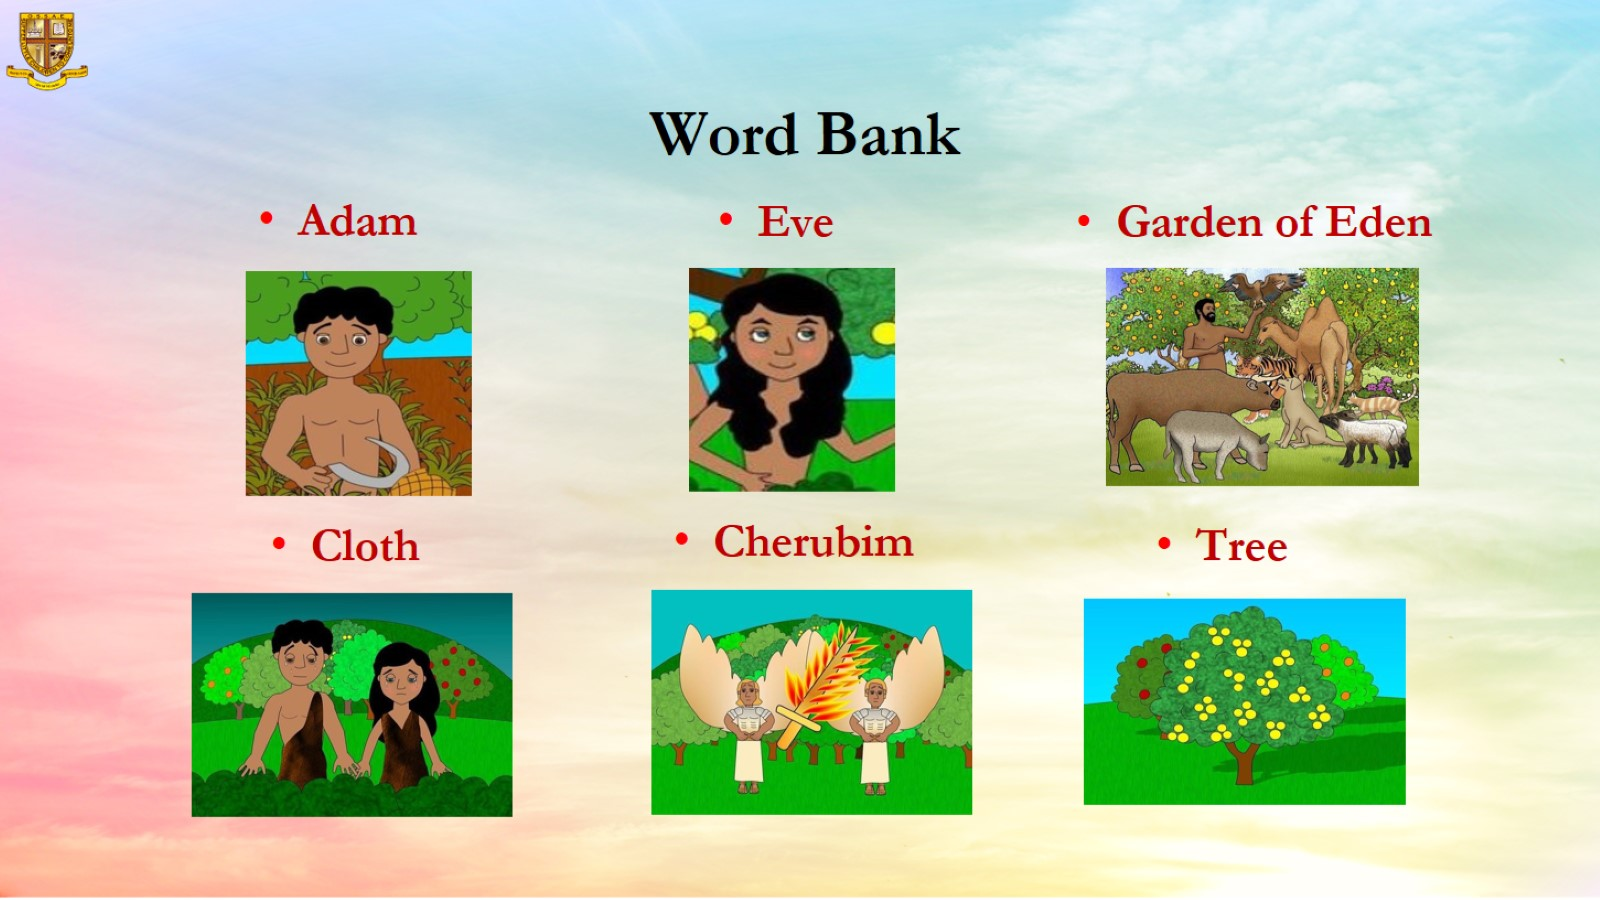 Word Bank
• Adam
• Eve
• Garden of Eden
• Cloth
• Cherubim
• Tree